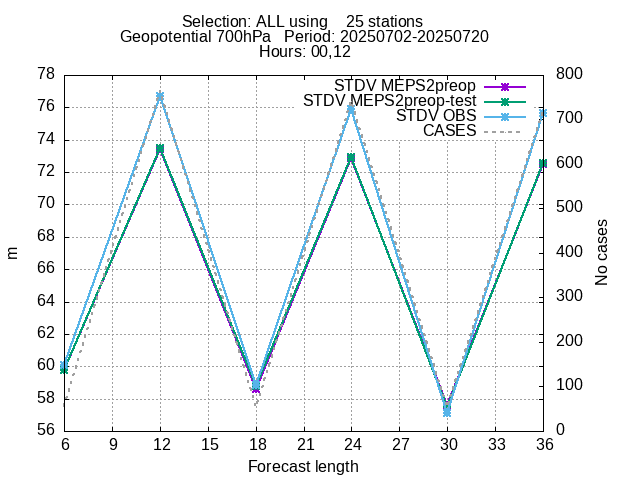 Selection: ALL using    25 stations
Geopotential 700hPa   Period: 20250702-20250720
Hours: 00,12
STDV MEPS2preop
STDV MEPS2preop-test
STDV OBS
CASES
78
76
74
72
70
68
66
64
62
60
58
56
m
800
700
600
500
400
300
200
100
0
No cases
6 9 12 15 18 21 24 27 30 33 36
Forecast length